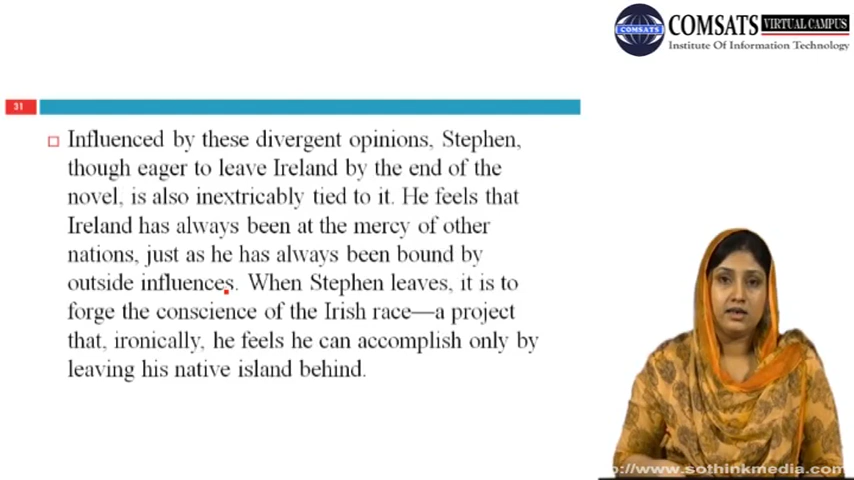 COMSATS
COMSATS VIRTUAL CAMPUS
Institute Of Information Technology
31
Influenced by these divergent opinions, Stephen,
though eager to leave Ireland by the end of the
novel, is also inextricably tied to it. He feels that
Ireland has always been at the mercy of other
nations, just as he has always been bound by
outside influences. When Stephen leaves, it is to
forge the conscience of the Irish race—a project
that, ironically, he feels he can accomplish only by
leaving his native island behind.
://www.sothinkmedia.com/